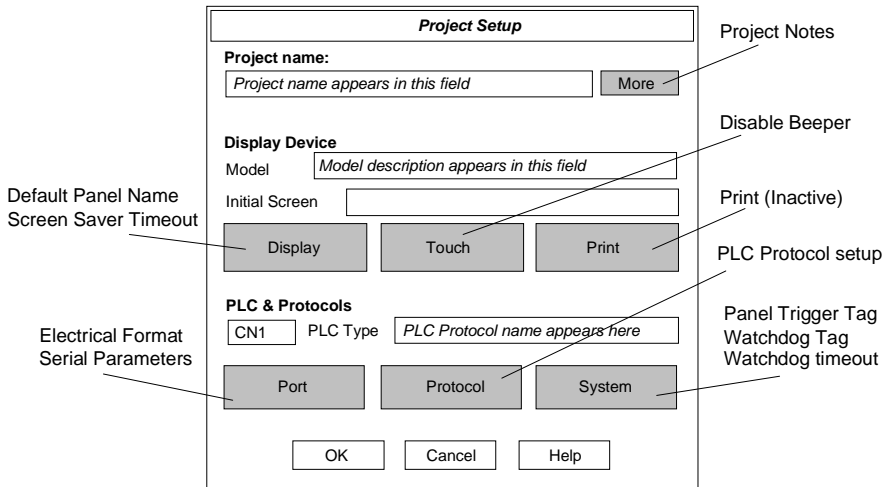 Project Setup
Project name:
Project name appears in this field
More
Project Notes
Display Device
Disable Beeper
Model
Model description appears in this field
Default Panel Name
Screen Saver Timeout
Initial Screen
Print (Inactive)
Display
Touch
Print
PLC Protocol setup
PLC & Protocols
Electrical Format
Serial Parameters
CN1
PLC Type
PLC Protocol name appears here
Panel Trigger Tag
Watchdog Tag
Watchdog timeout
Port
Protocol
System
OK
Cancel
Help